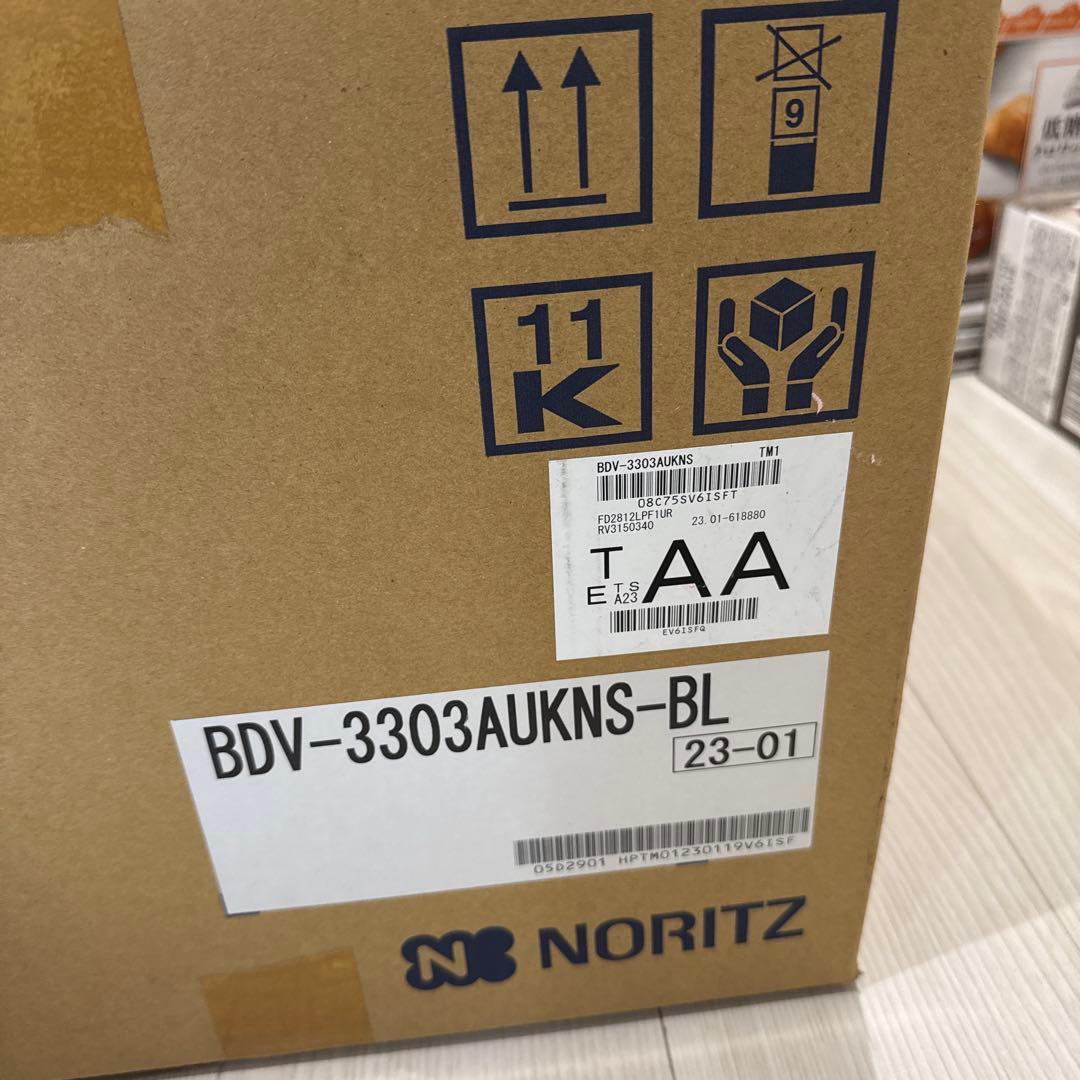 9
11
K
BDV-3303AUKNS TM1
08C75SV6ISFT
FD2812LPF1UR 23.01-618880
RV3150340
T E TS A23 AA
EV6ISFQ
BDV-3303AUKNS-BL
23-01
05D2901 HPTM01230119V6ISF
N
NORITZ